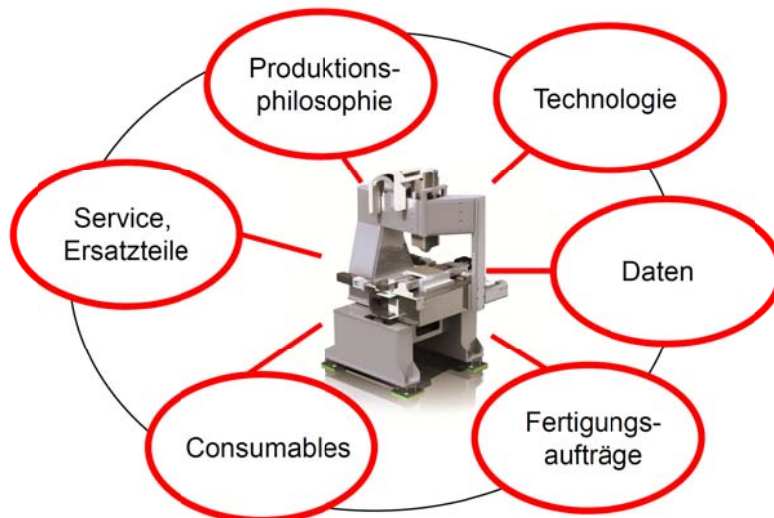 Produktions-
philosophie
Technologie
Service,
Ersatzteile
Daten
Consumables
Fertigungs-
aufträge